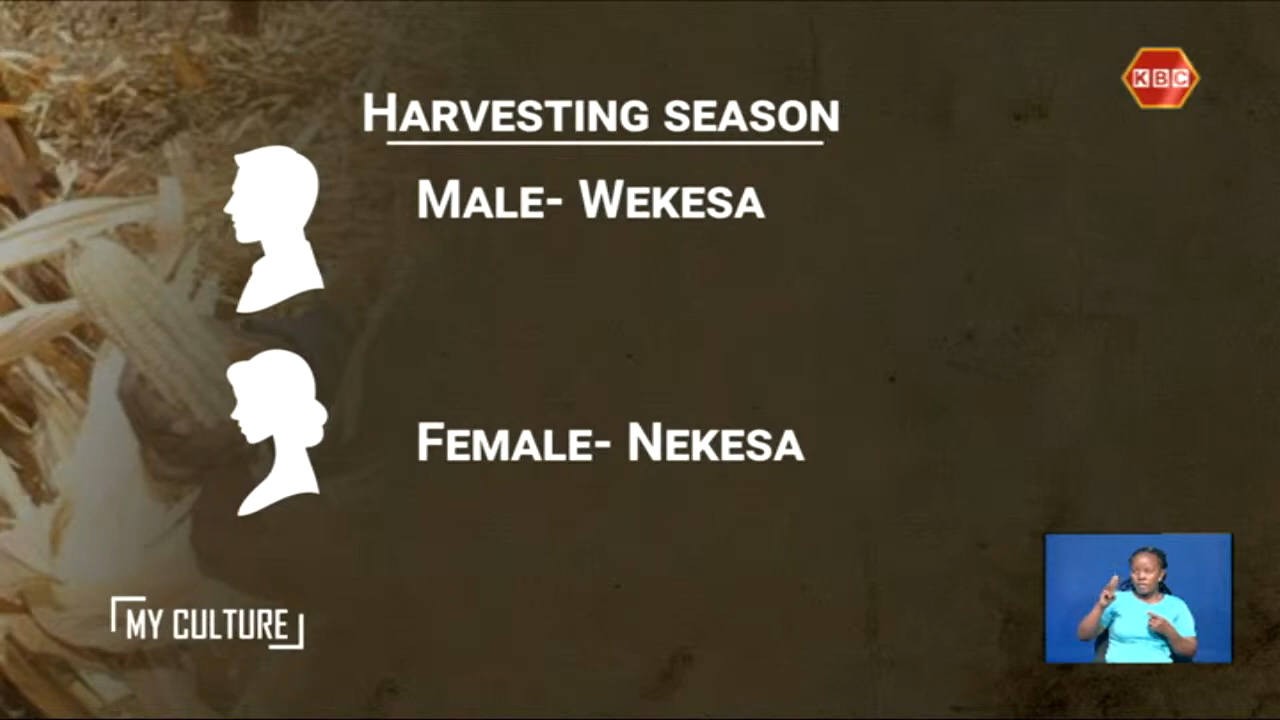 KBC
HARVESTING SEASON
MALE- WEKESA
FEMALE- NEKESA
MY CULTURE